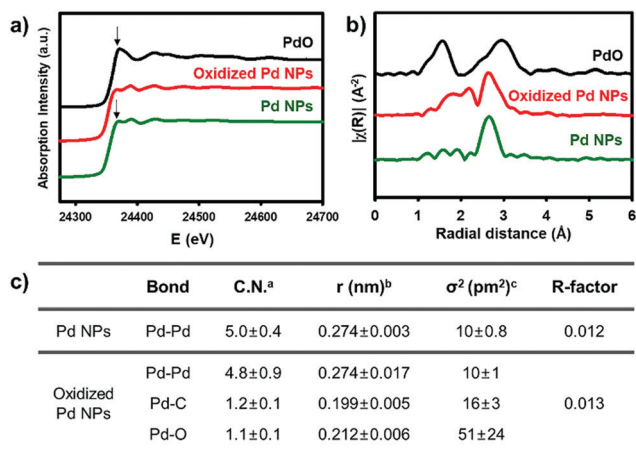 a)
PdO
Oxidized Pd NPs
Pd NPs
Absorption Intensity (a.u.)
24300 24400 24500 24600 24700
E (eV)
b)
PdO
Oxidized Pd NPs
Pd NPs
|χ(R)| (A⁻²)
0 1 2 3 4 5 6
Radial distance (Å)
c)
Bond C.N.ᵃ r (nm)ᵇ σ² (pm²)ᶜ R-factor
Pd NPs Pd-Pd 5.0±0.4 0.274±0.003 10±0.8 0.012
Oxidized Pd NPs
Pd-Pd 4.8±0.9 0.274±0.017 10±1
Pd-C 1.2±0.1 0.199±0.005 16±3 0.013
Pd-O 1.1±0.1 0.212±0.006 51±24